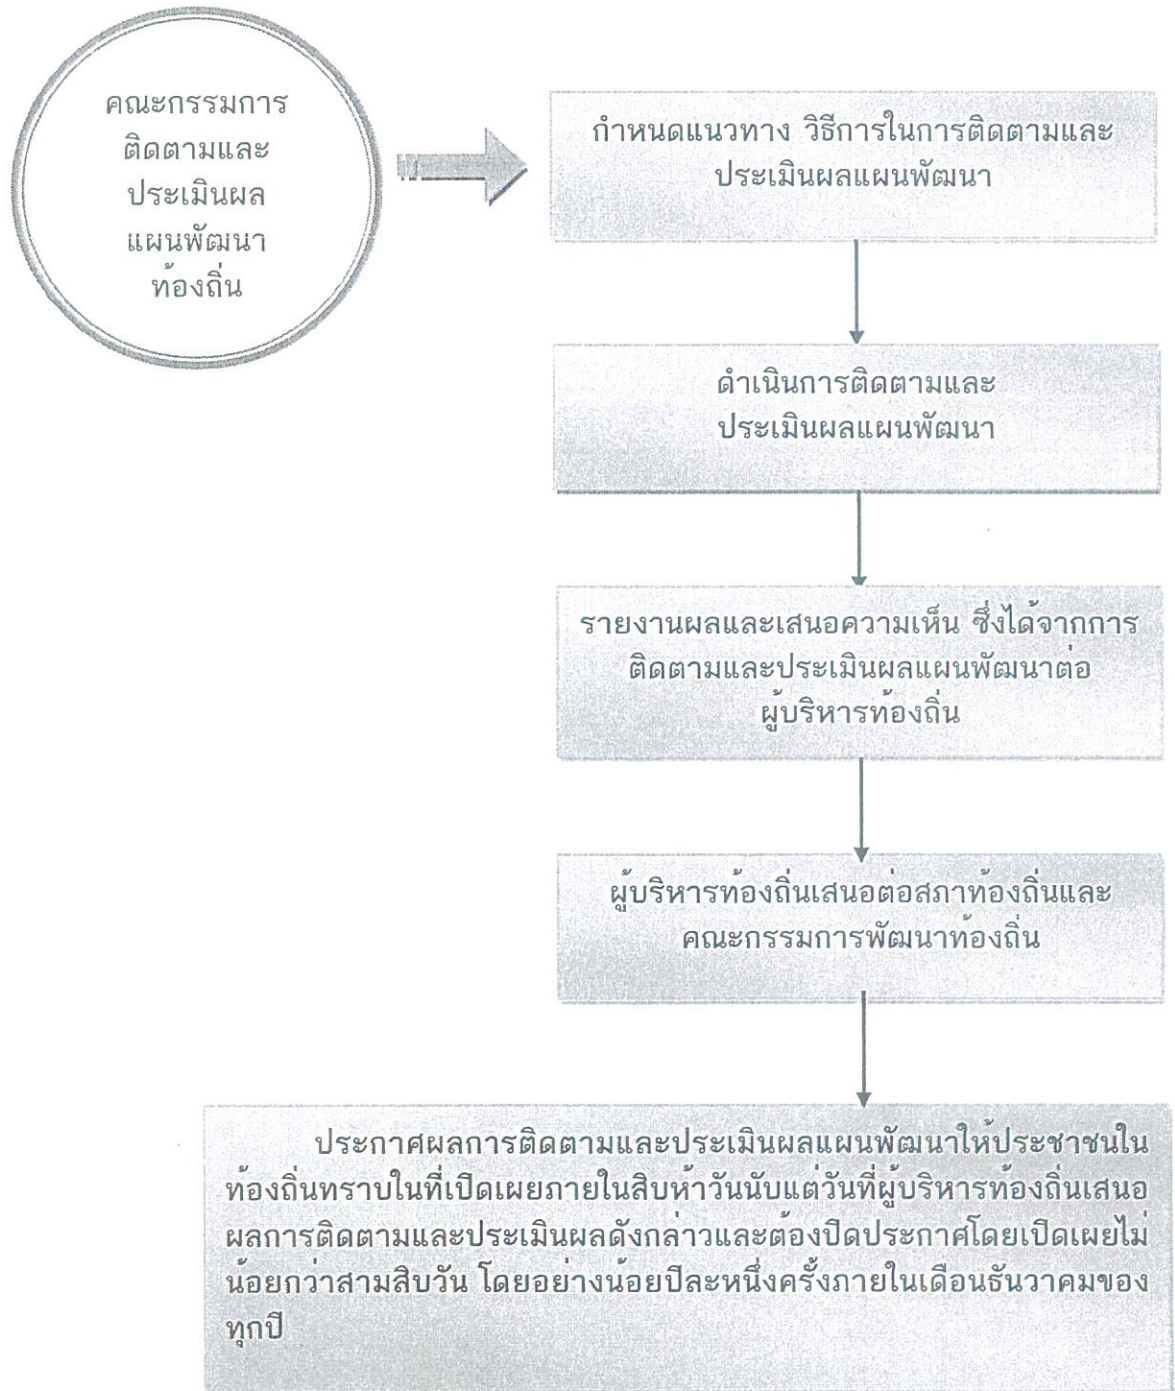 คณะกรรมการ
ติดตามและ
ประเมินผล
แผนพัฒนา
ท้องถิ่น
กำหนดแนวทาง วิธีการในการติดตามและ
ประเมินผลแผนพัฒนา
ดำเนินการติดตามและ
ประเมินผลแผนพัฒนา
รายงานผลและเสนอความเห็น ซึ่งได้จากการ
ติดตามและประเมินผลแผนพัฒนาต่อ
ผู้บริหารท้องถิ่น
ผู้บริหารท้องถิ่นเสนอต่อสภาท้องถิ่นและ
คณะกรรมการพัฒนาท้องถิ่น
ประกาศผลการติดตามและประเมินผลแผนพัฒนาให้ประชาชนใน
ท้องถิ่นทราบในที่เปิดเผยภายในสิบห้าวันนับแต่วันที่ผู้บริหารท้องถิ่นเสนอ
ผลการติดตามและประเมินผลดังกล่าวและต้องปิดประกาศโดยเปิดเผยไม่
น้อยกว่าสามสิบวัน โดยอย่างน้อยปีละหนึ่งครั้งภายในเดือนธันวาคมของ
ทุกปี